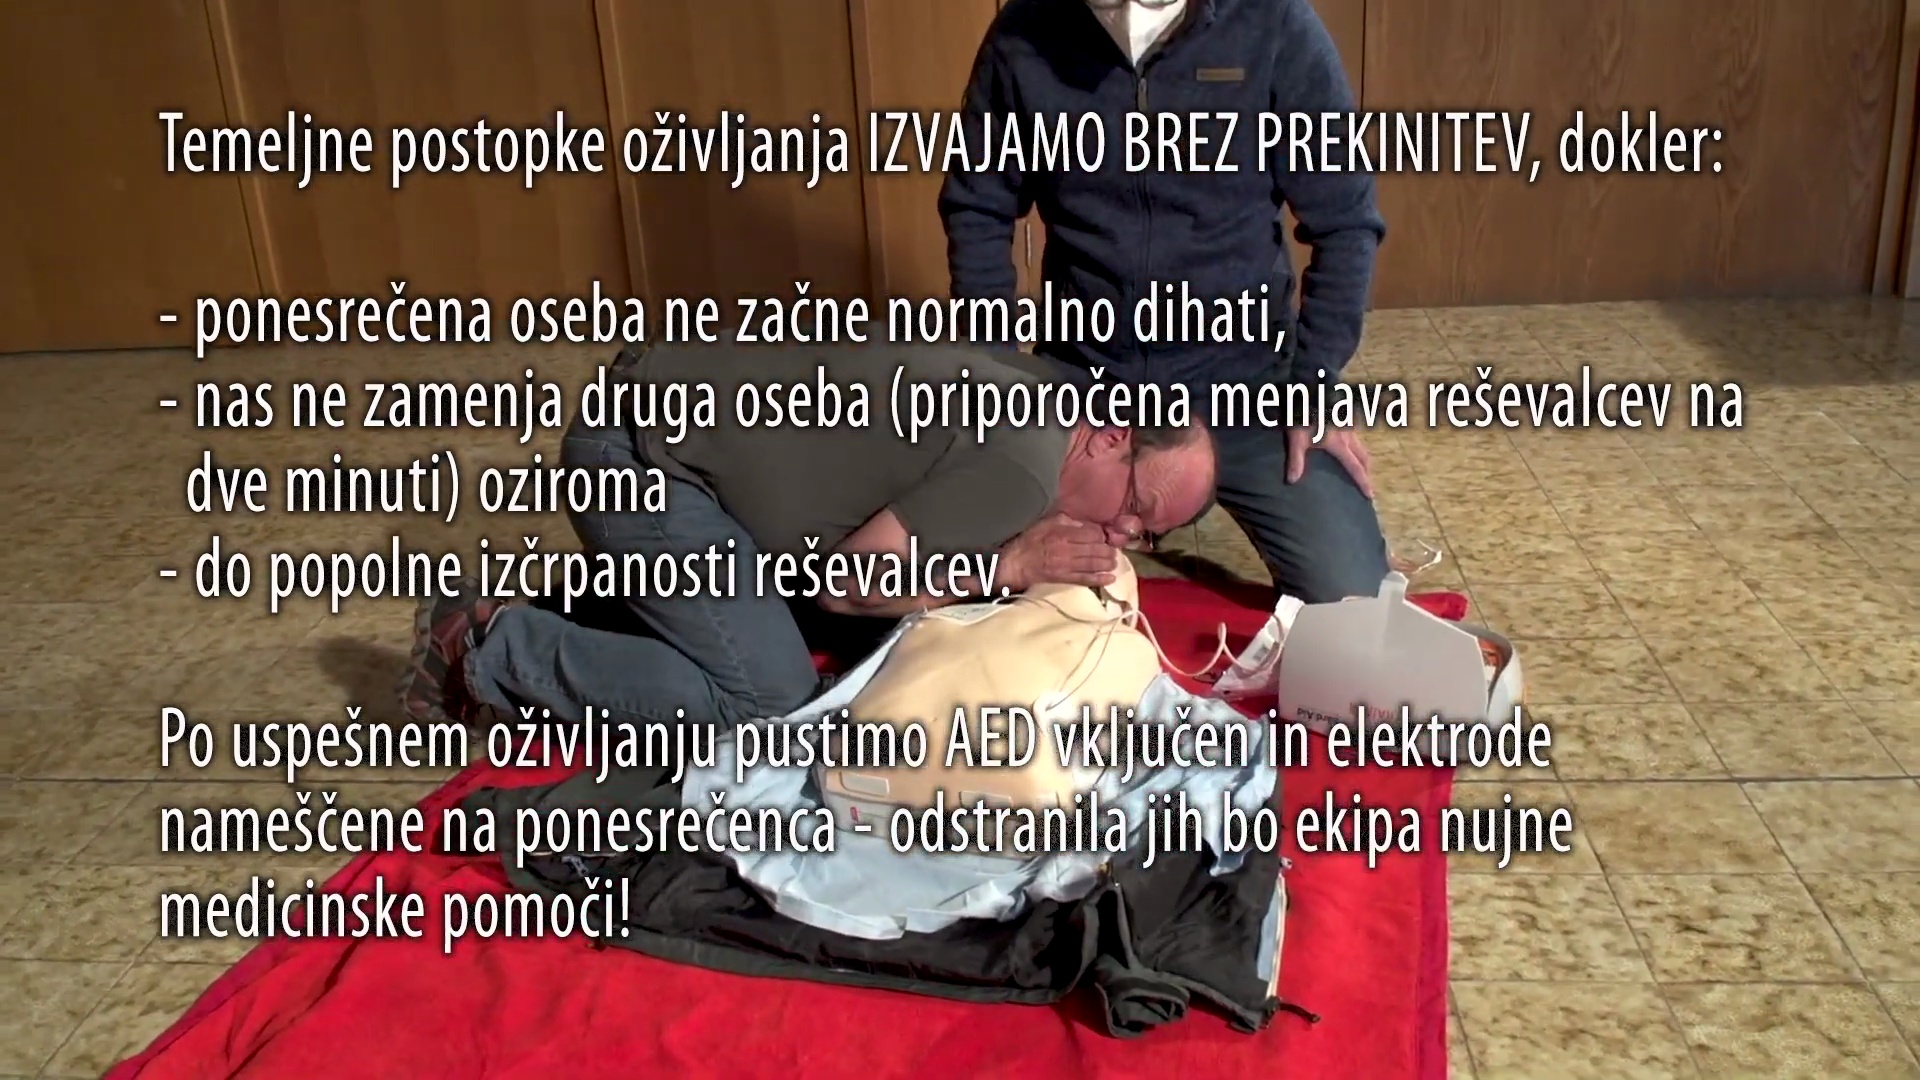 Temeljne postopke oživljanja IZVAJAMO BREZ PREKINITEV, dokler:
- ponesrečena oseba ne začne normalno dihati,
- nas ne zamenja druga oseba (priporočena menjava reševalcev na
dve minuti) oziroma
- do popolne izčrpanosti reševalcev.
Po uspešnem oživljanju pustimo AED vključen in elektrode
nameščene na ponesrečenca - odstranila jih bo ekipa nujne
medicinske pomoči!